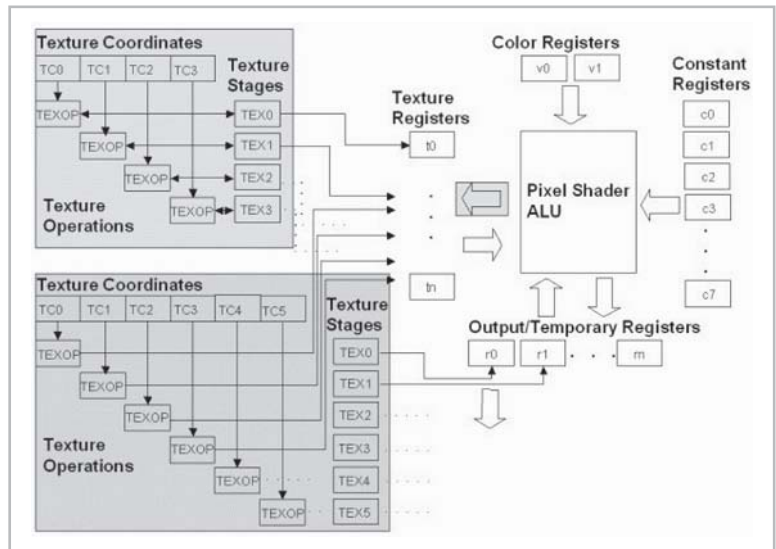 Texture Coordinates
TC0 TC1 TC2 TC3
Texture
Stages
TEXOP
TEX0
TEXOP
TEX1
TEXOP
TEX2
TEXOP
TEX3
Texture
Operations
Texture
Registers
t0
tn
Color Registers
v0 v1
Constant
Registers
c0
c1
c2
c3
c7
Pixel Shader
ALU
Texture Coordinates
TC0 TC1 TC2 TC3 TC4 TC5
Texture
Stages
TEXOP
TEX0
TEXOP
TEX1
TEXOP
TEX2
TEXOP
TEX3
TEXOP
TEX4
TEXOP
TEX5
Texture
Operations
Output/Temporary Registers
r0 r1 rn